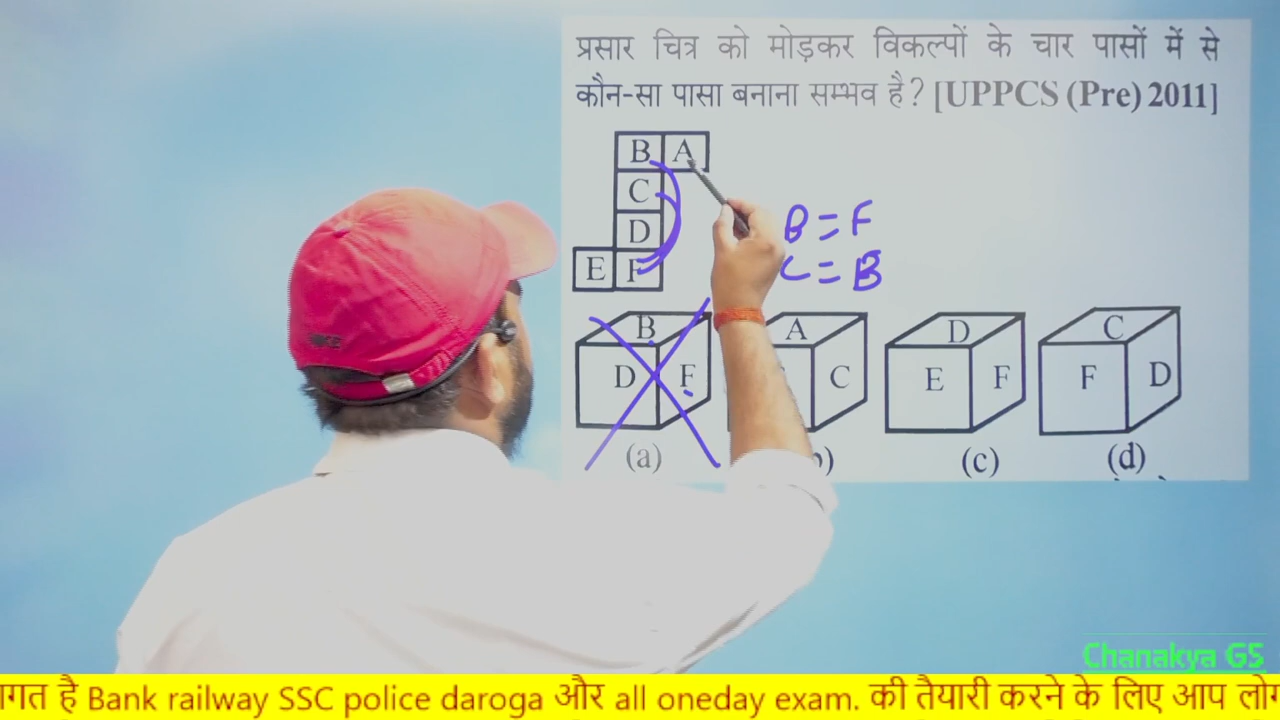 प्रसार चित्र को मोड़कर विकल्पों के चार पासों में से
कौन-सा पासा बनाना सम्भव है? [UPPCS (Pre) 2011]
B A
C
D
E F
B = F
C = B
B
D F
(a)
A
C
D
E F
(c)
C
F D
(d)
Chanakya GS
है Bank railway SSC police daroga और all oneday exam. की तैयारी करने के लिए आप